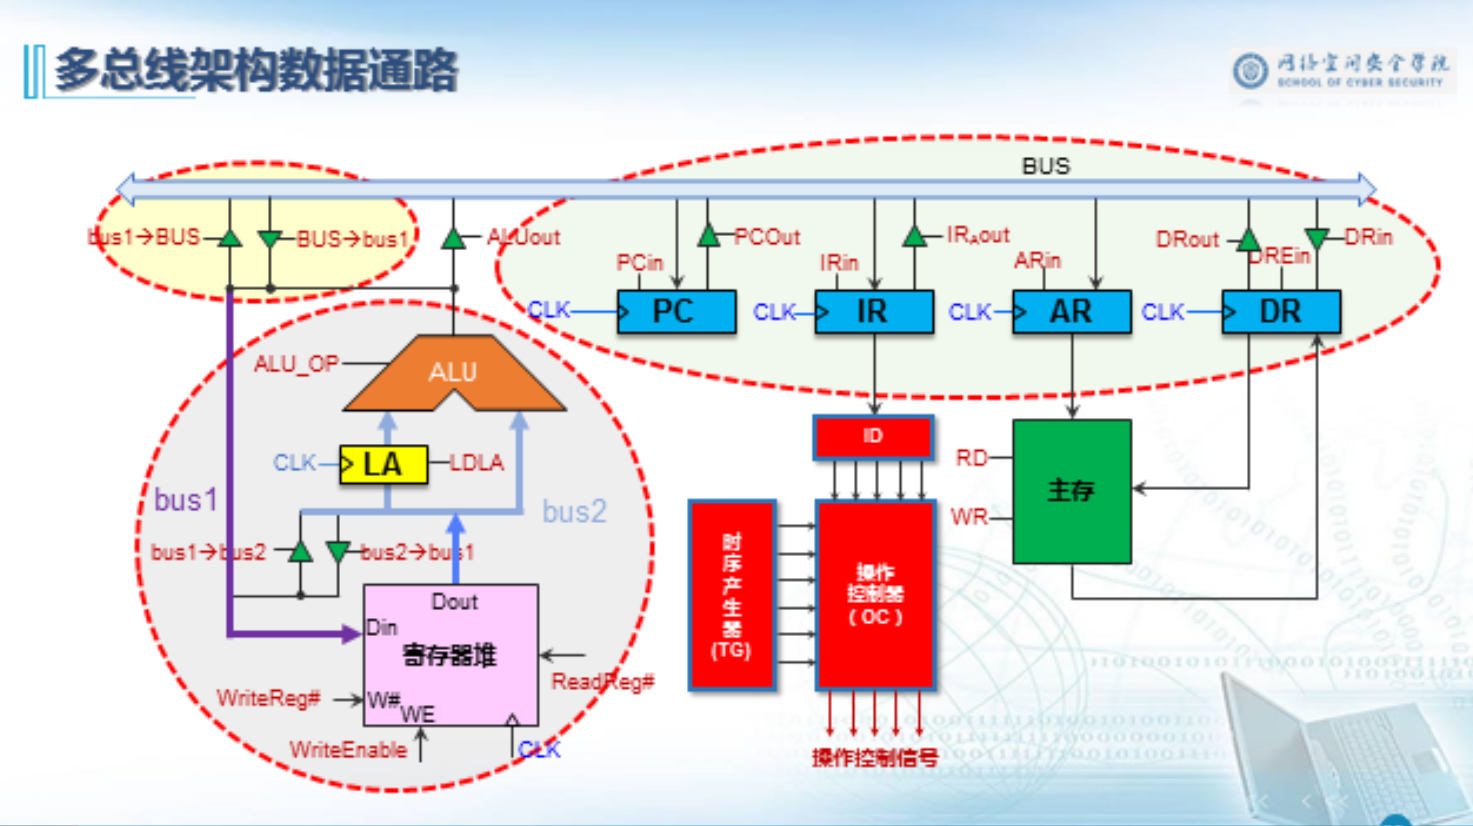 多总线架构数据通路
网络空间安全学院
SCHOOL OF CYBER SECURITY
BUS
bus1→BUS
BUS→bus1
ALUout
PCOut
IRAout
DRout
DRin
PCin
IRin
ARin
DREin
CLK
PC
CLK
IR
CLK
AR
CLK
DR
ALU_OP
ALU
CLK
LA
LDLA
bus1
bus2
bus1→bus2
bus2→bus1
Dout
Din
寄存器堆
ReadReg#
WriteReg#
W#
WE
WriteEnable
CLK
ID
RD
WR
主存
时序产生器
(TG)
操作
控制器
(OC)
操作控制信号